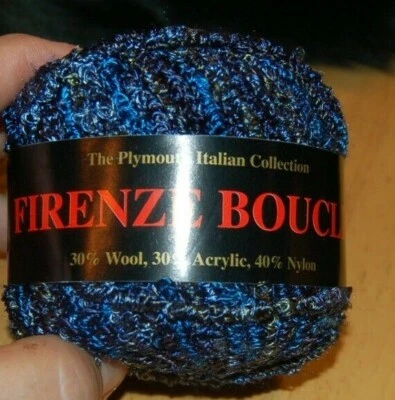 The Plymouth Italian Collection
FIRENZE BOUCL
30% Wool, 30% Acrylic, 40% Nylon